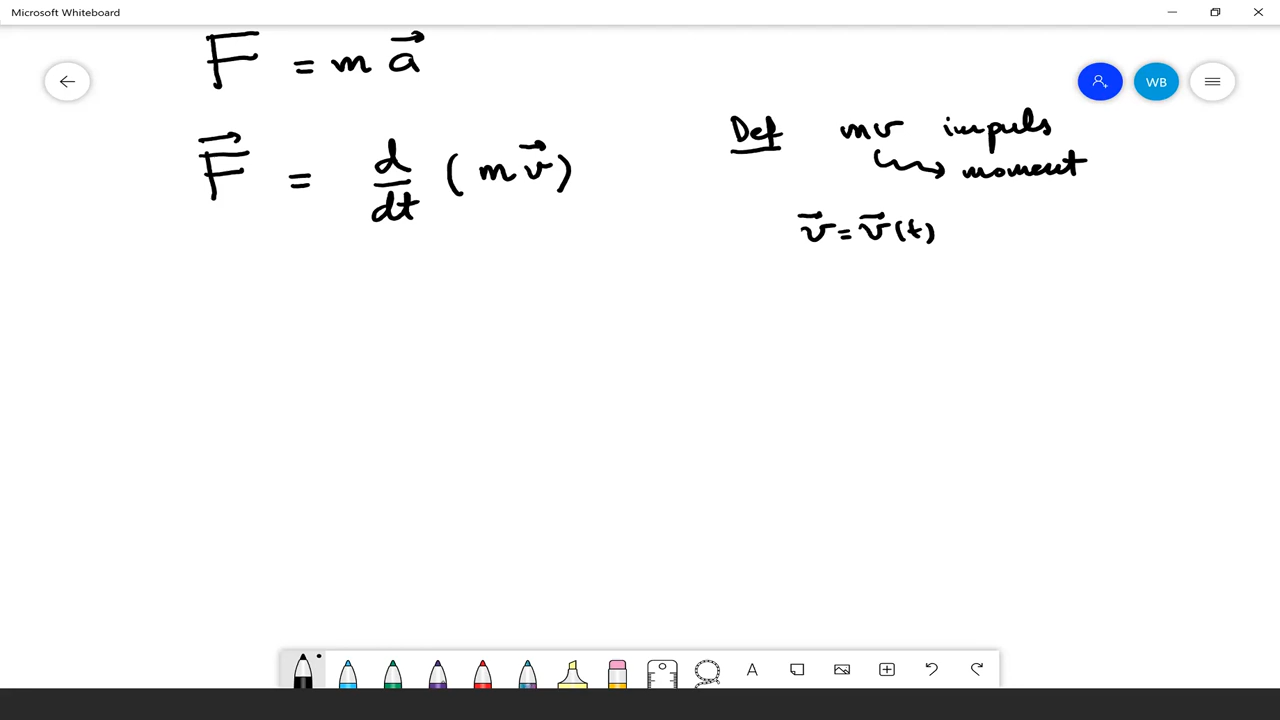 Microsoft Whiteboard
F = m a⃗
WB
F⃗ = d/dt (m v⃗)
Def mv impuls
moment
v⃗ = v⃗(t)
A